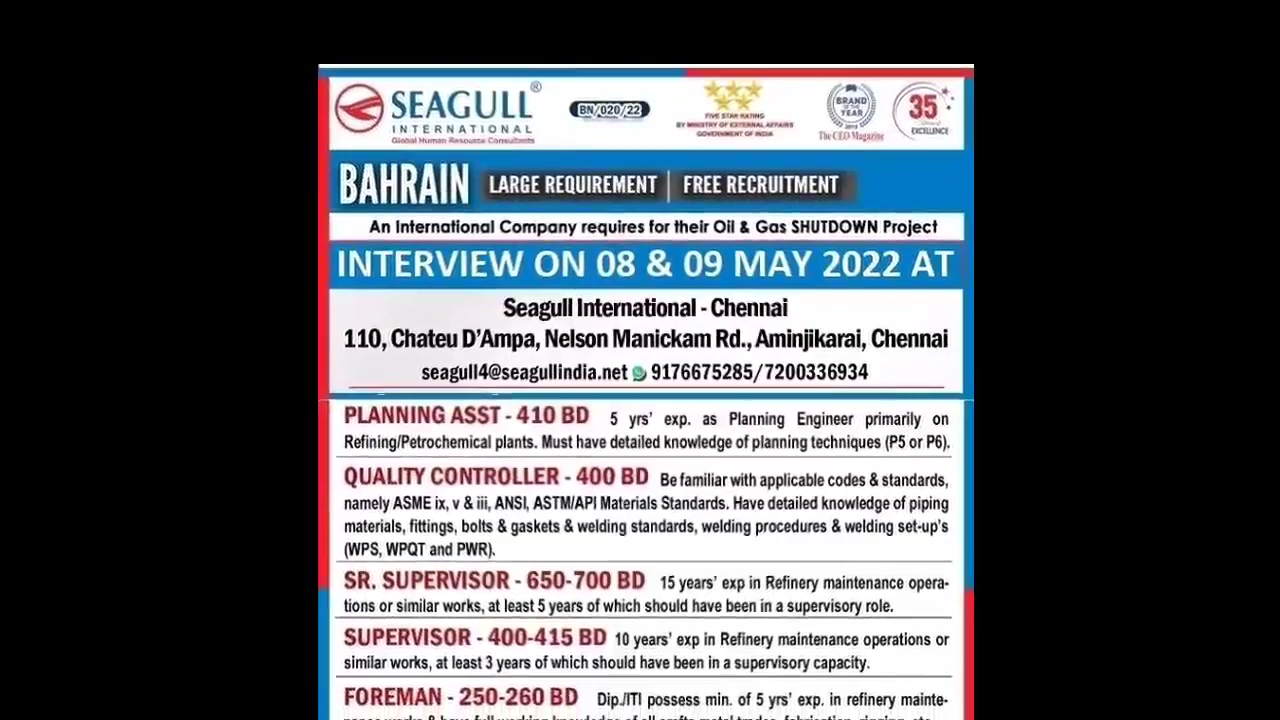 SEAGULL®
INTERNATIONAL
Global Human Resource Consultants
BN/020/22
FIVE STAR RATING
BY MINISTRY OF EXTERNAL AFFAIRS
GOVERNMENT OF INDIA
BRAND
OF THE
YEAR
The CEO Magazine
35
EXCELLENCE
BAHRAIN LARGE REQUIREMENT | FREE RECRUITMENT
An International Company requires for their Oil & Gas SHUTDOWN Project
INTERVIEW ON 08 & 09 MAY 2022 AT
Seagull International - Chennai
110, Chateu D'Ampa, Nelson Manickam Rd., Aminjikarai, Chennai
seagull4@seagullindia.net 9176675285/7200336934
PLANNING ASST - 410 BD 5 yrs' exp. as Planning Engineer primarily on
Refining/Petrochemical plants. Must have detailed knowledge of planning techniques (P5 or P6).
QUALITY CONTROLLER - 400 BD Be familiar with applicable codes & standards,
namely ASME ix, v & iii, ANSI, ASTM/API Materials Standards. Have detailed knowledge of piping
materials, fittings, bolts & gaskets & welding standards, welding procedures & welding set-up's
(WPS, WPQT and PWR).
SR. SUPERVISOR - 650-700 BD 15 years' exp in Refinery maintenance opera-
tions or similar works, at least 5 years of which should have been in a supervisory role.
SUPERVISOR - 400-415 BD 10 years' exp in Refinery maintenance operations or
similar works, at least 3 years of which should have been in a supervisory capacity.
FOREMAN - 250-260 BD Dip./ITI possess min. of 5 yrs' exp. in refinery mainte-